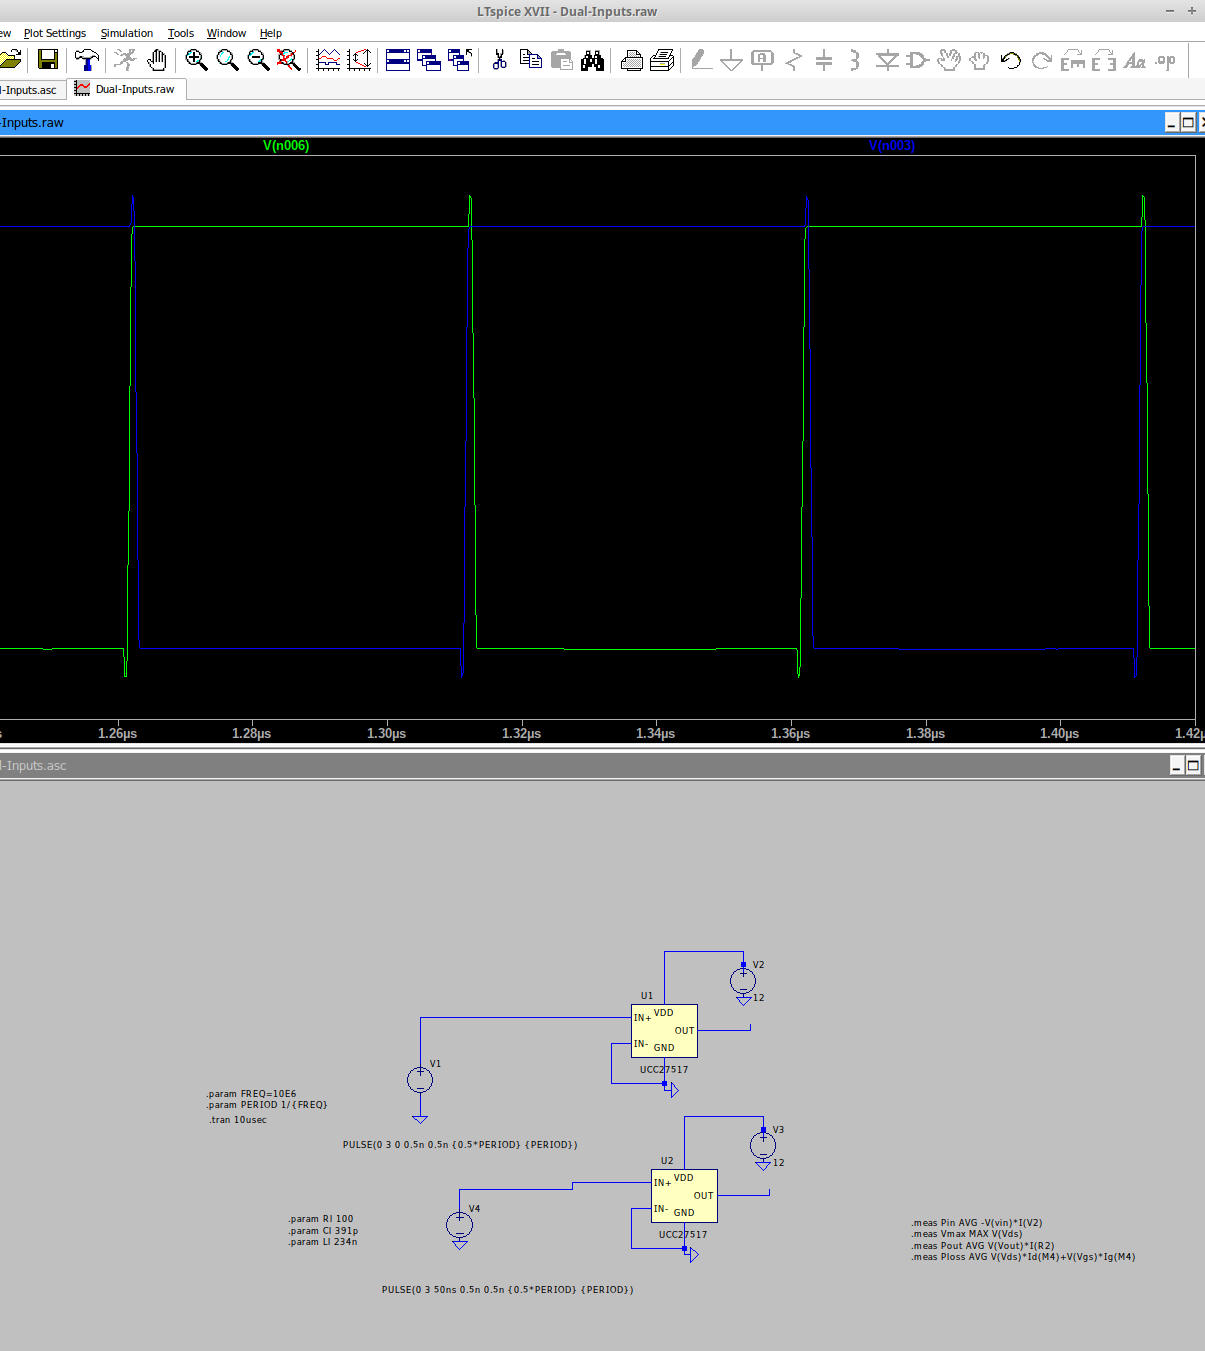 LTspice XVII - Dual-Inputs.raw
ew Plot Settings Simulation Tools Window Help
l-Inputs.asc Dual-Inputs.raw
-Inputs.raw
V(n006) V(n003)
s 1.26µs 1.28µs 1.30µs 1.32µs 1.34µs 1.36µs 1.38µs 1.40µs 1.42µ
l-Inputs.asc
V2
12
U1
IN+ VDD
OUT
IN- GND
UCC27517
V1
.param FREQ=10E6
.param PERIOD 1/{FREQ}
.tran 10usec
PULSE(0 3 0 0.5n 0.5n {0.5*PERIOD} {PERIOD})
V3
12
U2
IN+ VDD
OUT
IN- GND
UCC27517
V4
.param RI 100
.param CI 391p
.param LI 234n
.meas Pin AVG -V(vin)*I(V2)
.meas Vmax MAX V(Vds)
.meas Pout AVG V(Vout)*I(R2)
.meas Ploss AVG V(Vds)*Id(M4)+V(Vgs)*Ig(M4)
PULSE(0 3 50ns 0.5n 0.5n {0.5*PERIOD} {PERIOD})